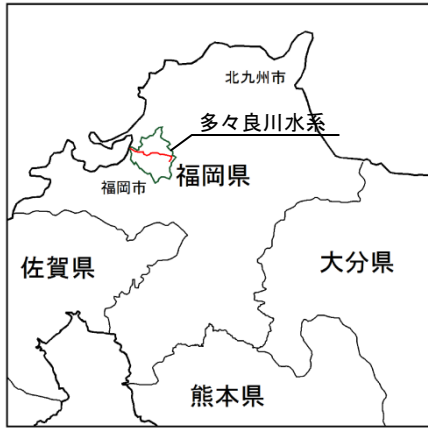 北九州市
多々良川水系
福岡市
福岡県
佐賀県
大分県
熊本県